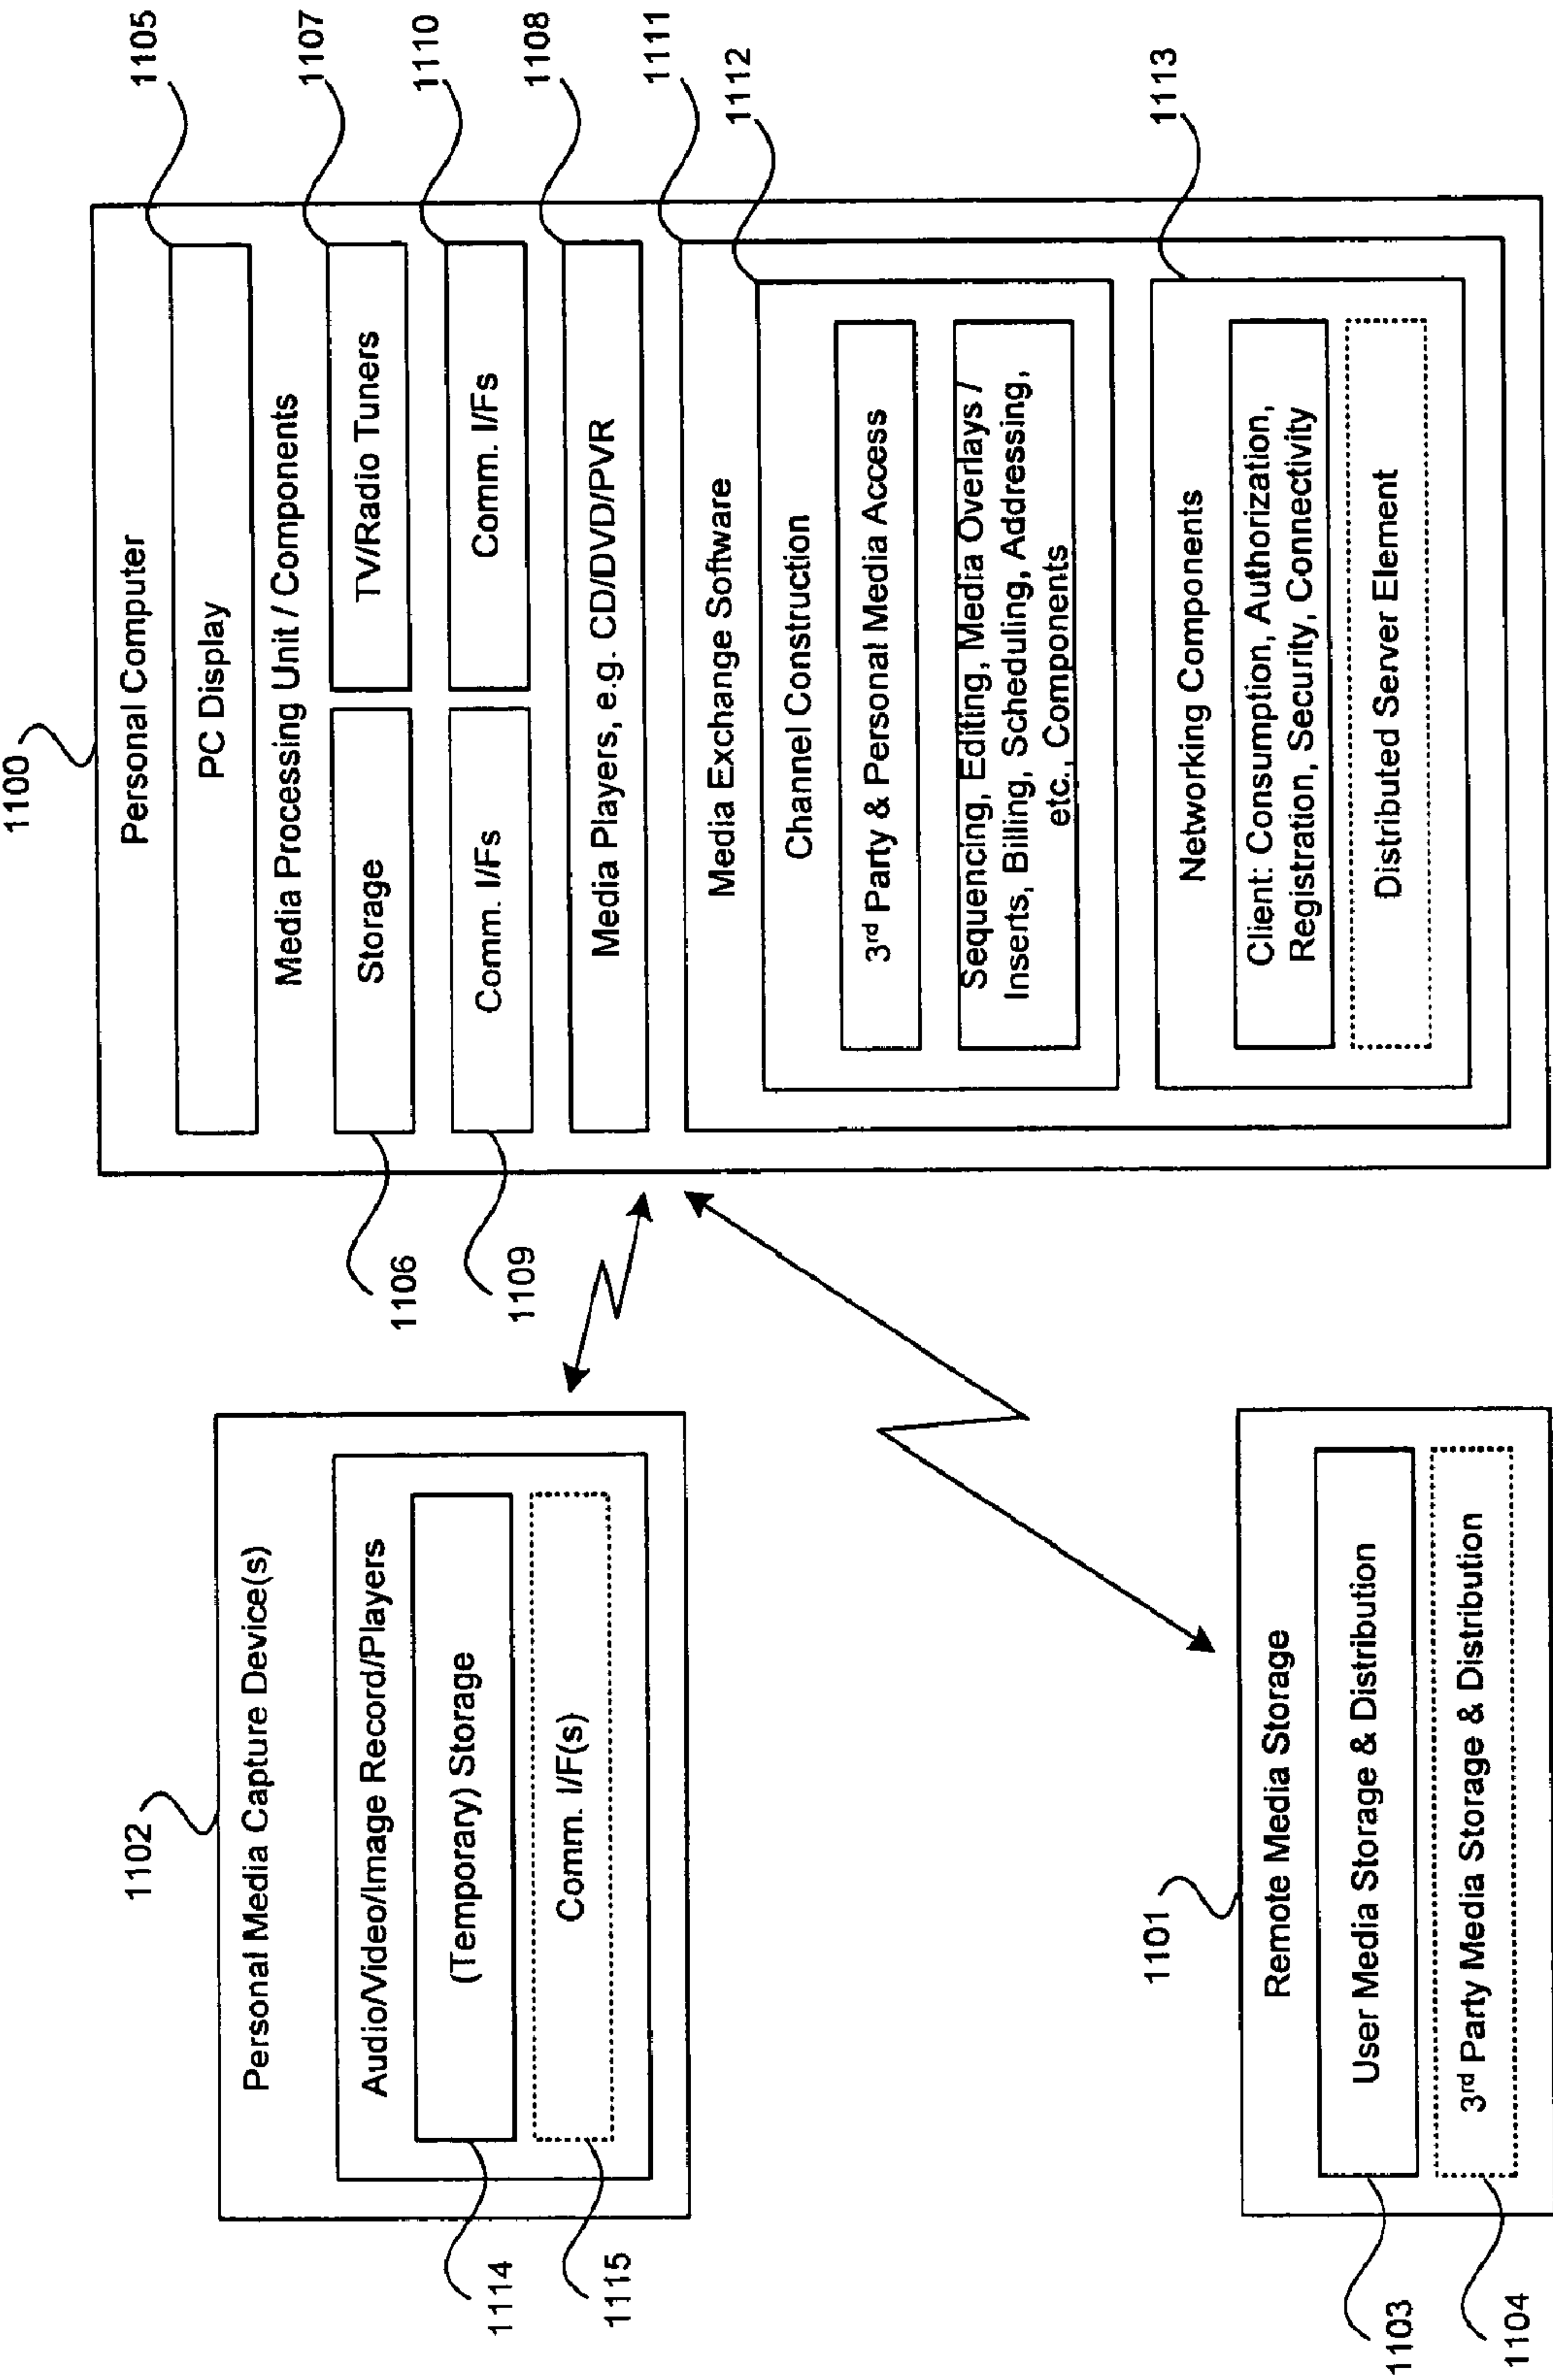 1100
Personal Computer
PC Display
1105
Media Processing Unit / Components
Storage
1106
TV/Radio Tuners
1107
Comm. I/Fs
1109
Comm. I/Fs
1110
Media Players, e.g. CD/DVD/PVR
1108
Media Exchange Software
1111
Channel Construction
1112
3rd Party & Personal Media Access
Sequencing, Editing, Media Overlays /
Inserts, Billing, Scheduling, Addressing,
etc., Components
Networking Components
1113
Client: Consumption, Authorization,
Registration, Security, Connectivity
Distributed Server Element
1102
Personal Media Capture Device(s)
Audio/Video/Image Record/Players
(Temporary) Storage
1114
Comm. I/F(s)
1115
1101
Remote Media Storage
User Media Storage & Distribution
1103
3rd Party Media Storage & Distribution
1104